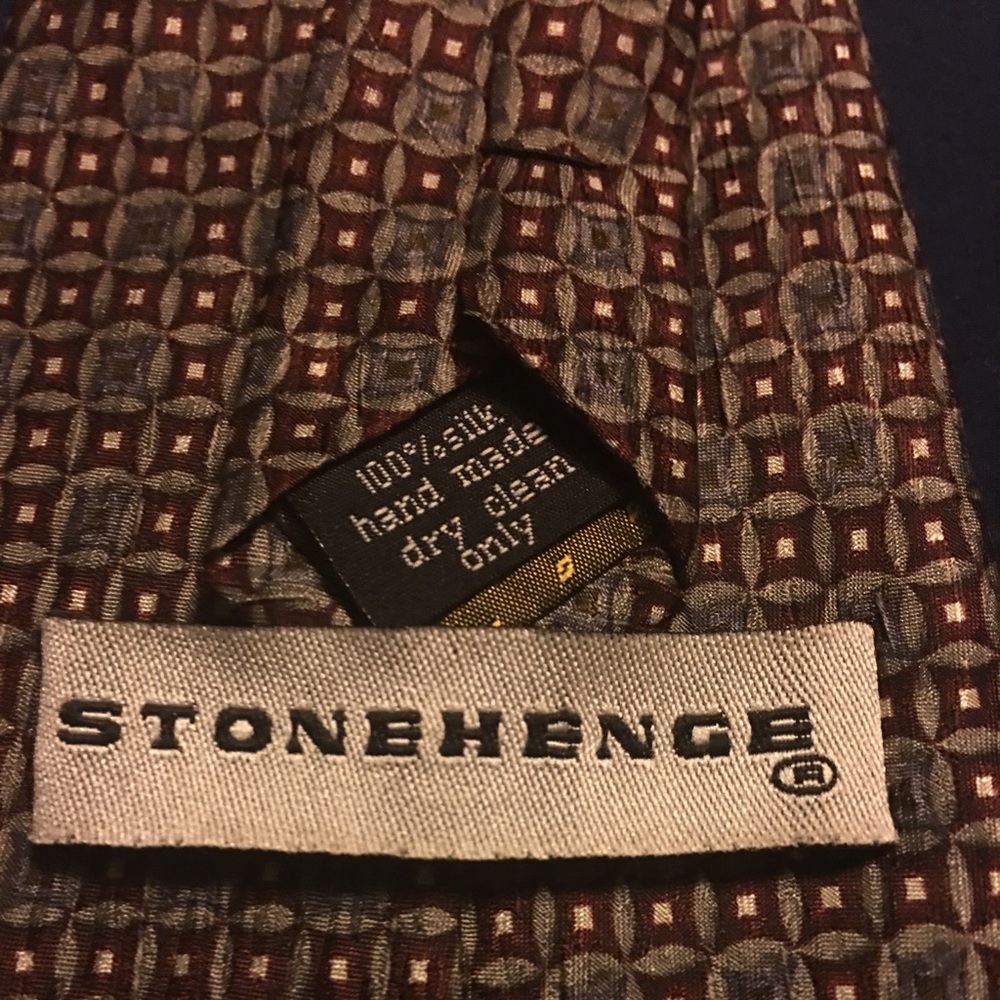 100% silk
hand made
dry clean
only
S
STONEHENGE
®